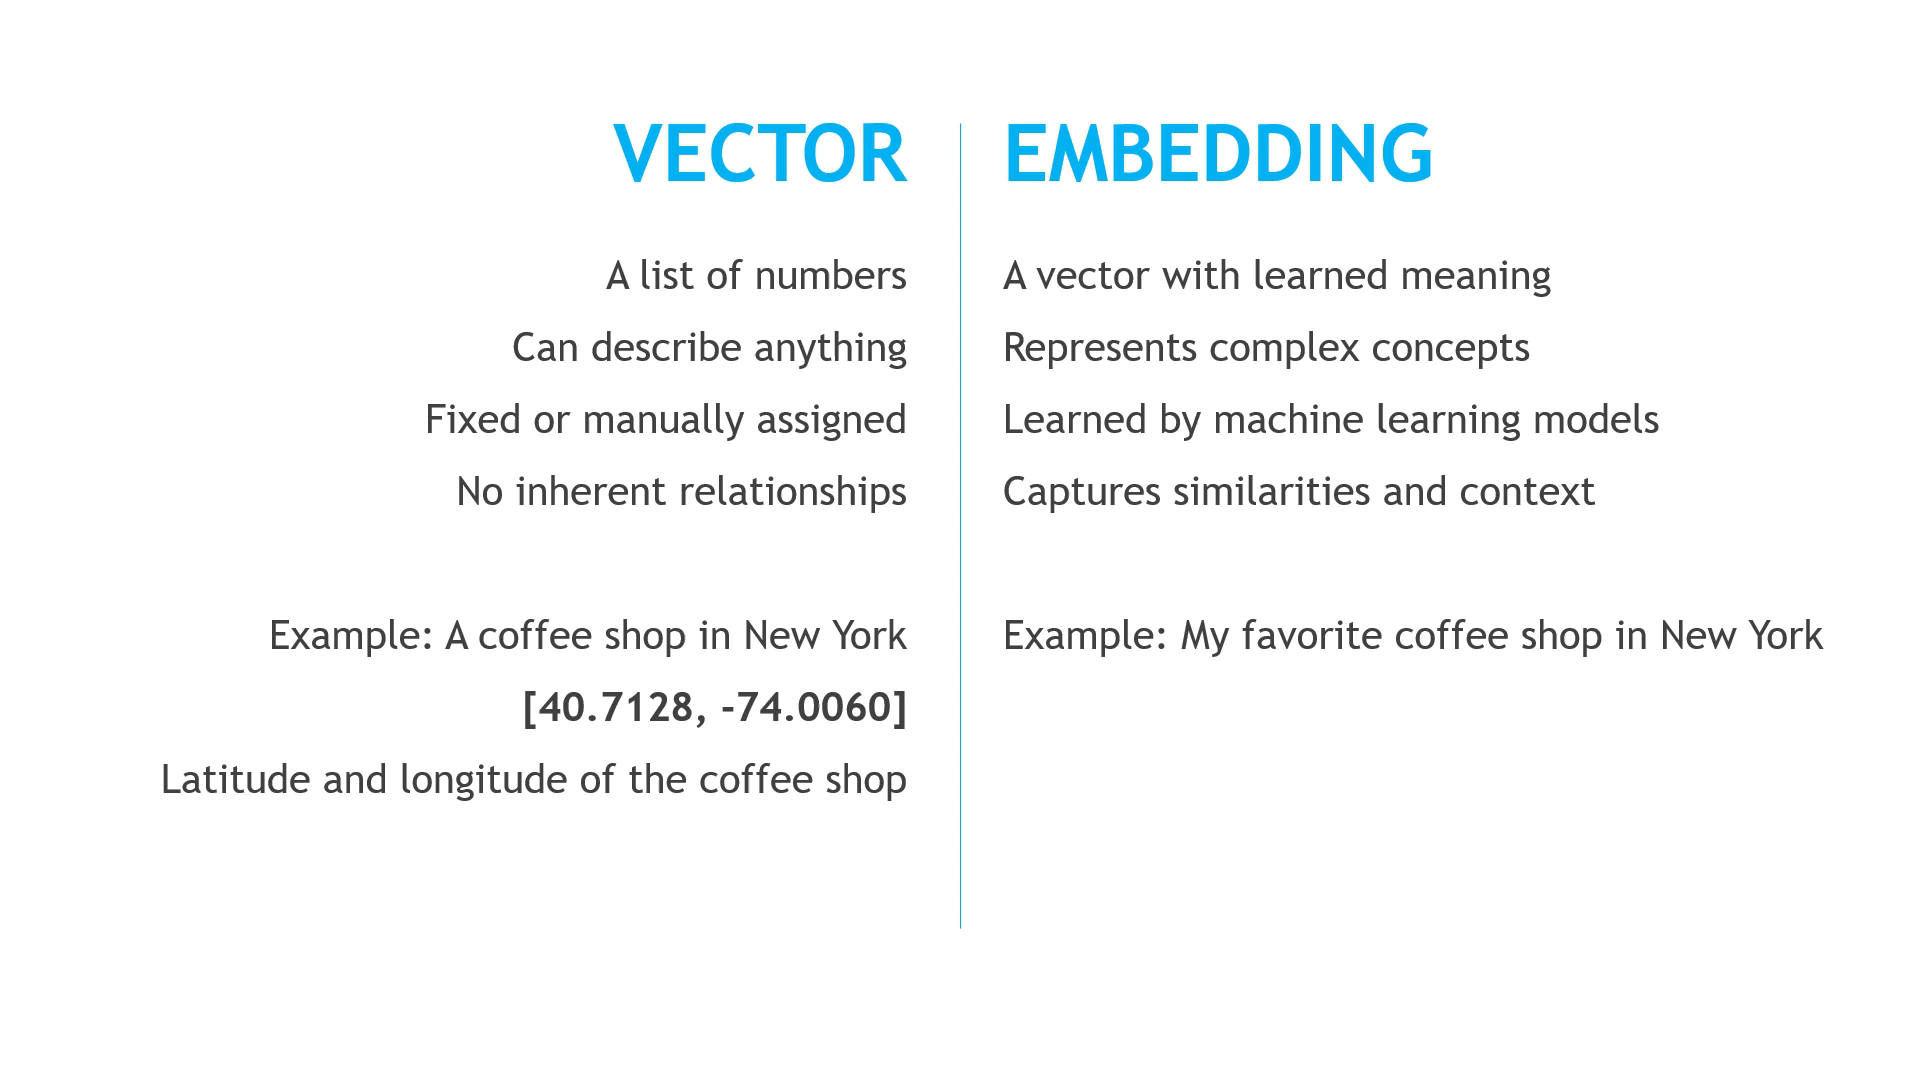 VECTOR
A list of numbers
Can describe anything
Fixed or manually assigned
No inherent relationships
Example: A coffee shop in New York
[40.7128, -74.0060]
Latitude and longitude of the coffee shop
EMBEDDING
A vector with learned meaning
Represents complex concepts
Learned by machine learning models
Captures similarities and context
Example: My favorite coffee shop in New York